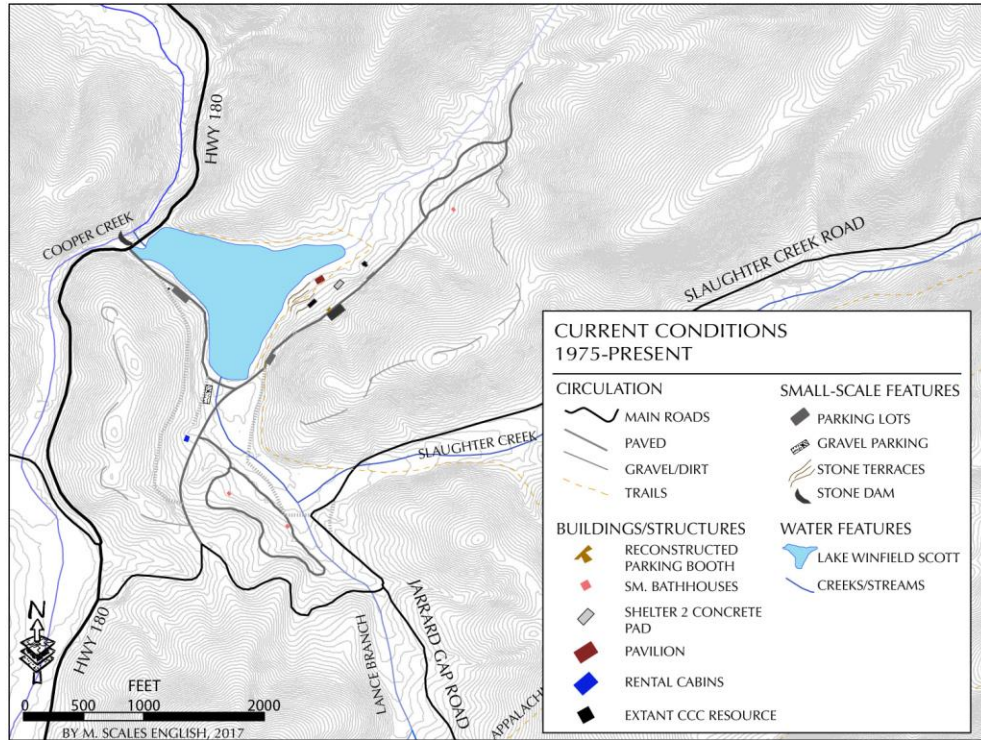 HWY 180
COOPER CREEK
SLAUGHTER CREEK ROAD
SLAUGHTER CREEK
JARRARD GAP ROAD
LANCE BRANCH
HWY 180
APPALACHI
N
FEET
0 500 1000 2000
BY M. SCALES ENGLISH, 2017
CURRENT CONDITIONS
1975-PRESENT
CIRCULATION
MAIN ROADS
PAVED
GRAVEL/DIRT
TRAILS
BUILDINGS/STRUCTURES
RECONSTRUCTED
PARKING BOOTH
SM. BATHHOUSES
SHELTER 2 CONCRETE
PAD
PAVILION
RENTAL CABINS
EXTANT CCC RESOURCE
SMALL-SCALE FEATURES
PARKING LOTS
GRAVEL PARKING
STONE TERRACES
STONE DAM
WATER FEATURES
LAKE WINFIELD SCOTT
CREEKS/STREAMS